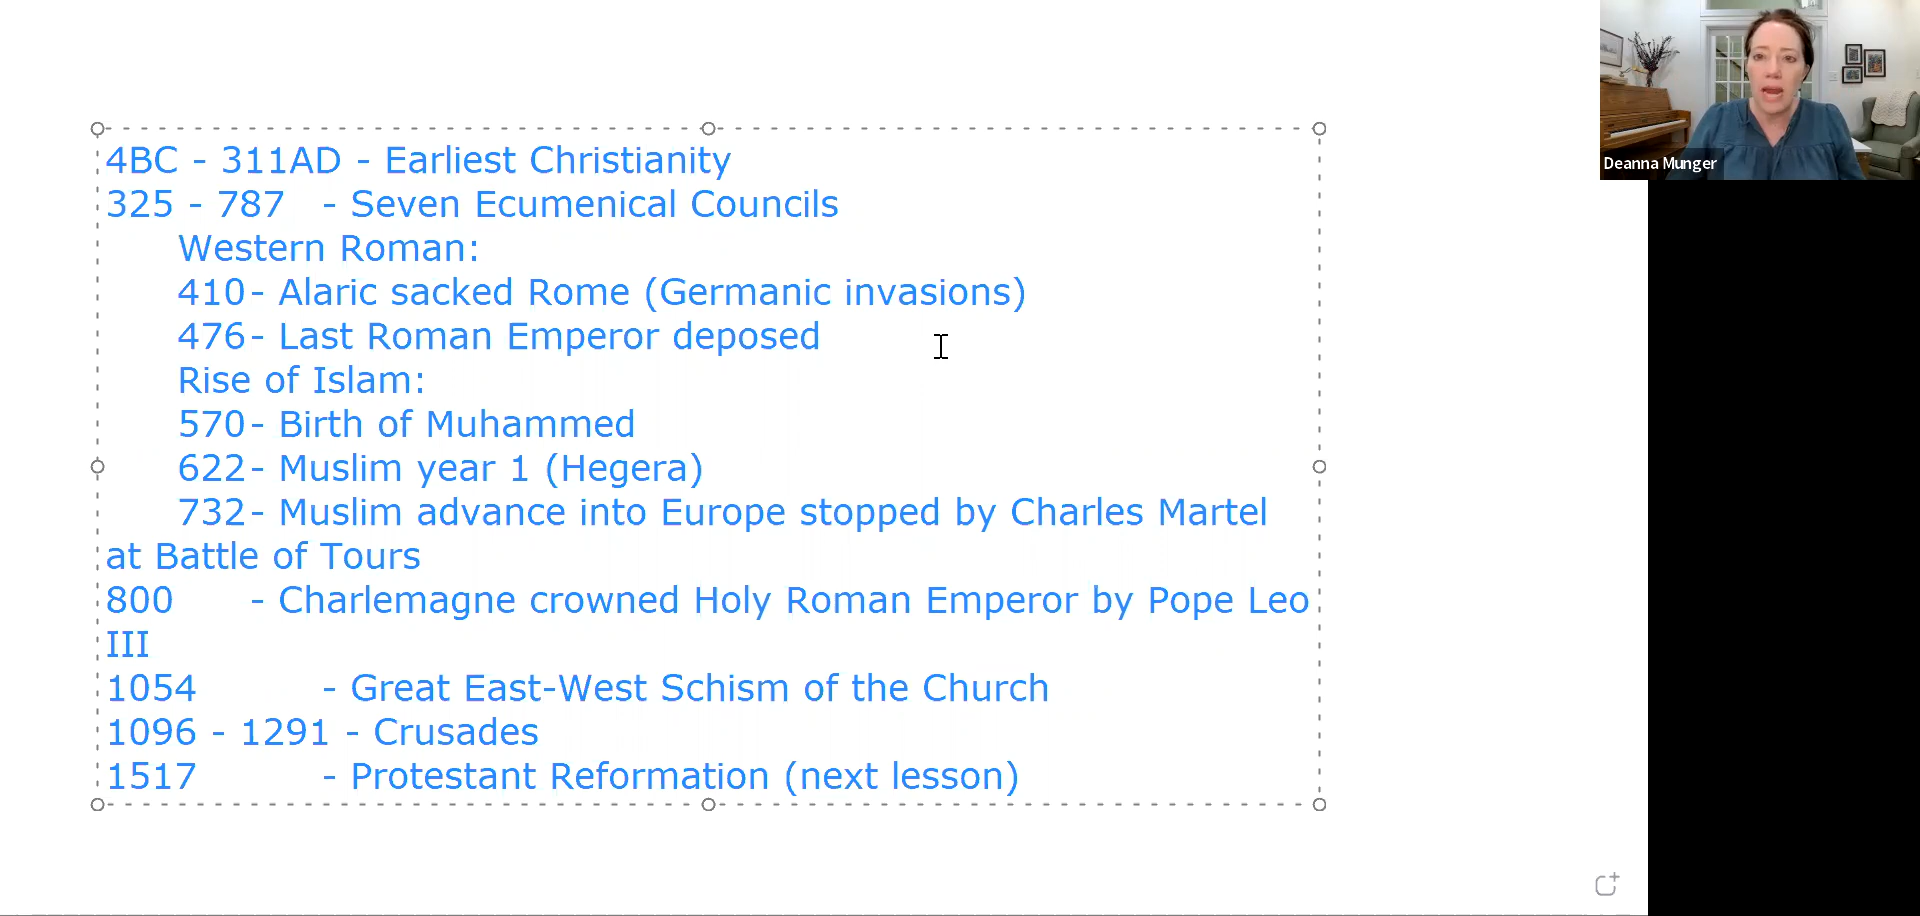 4BC - 311AD - Earliest Christianity
325 - 787 - Seven Ecumenical Councils
Western Roman:
410 - Alaric sacked Rome (Germanic invasions)
476 - Last Roman Emperor deposed
Rise of Islam:
570 - Birth of Muhammed
622 - Muslim year 1 (Hegera)
732 - Muslim advance into Europe stopped by Charles Martel
at Battle of Tours
800 - Charlemagne crowned Holy Roman Emperor by Pope Leo
III
1054 - Great East-West Schism of the Church
1096 - 1291 - Crusades
1517 - Protestant Reformation (next lesson)
Deanna Munger